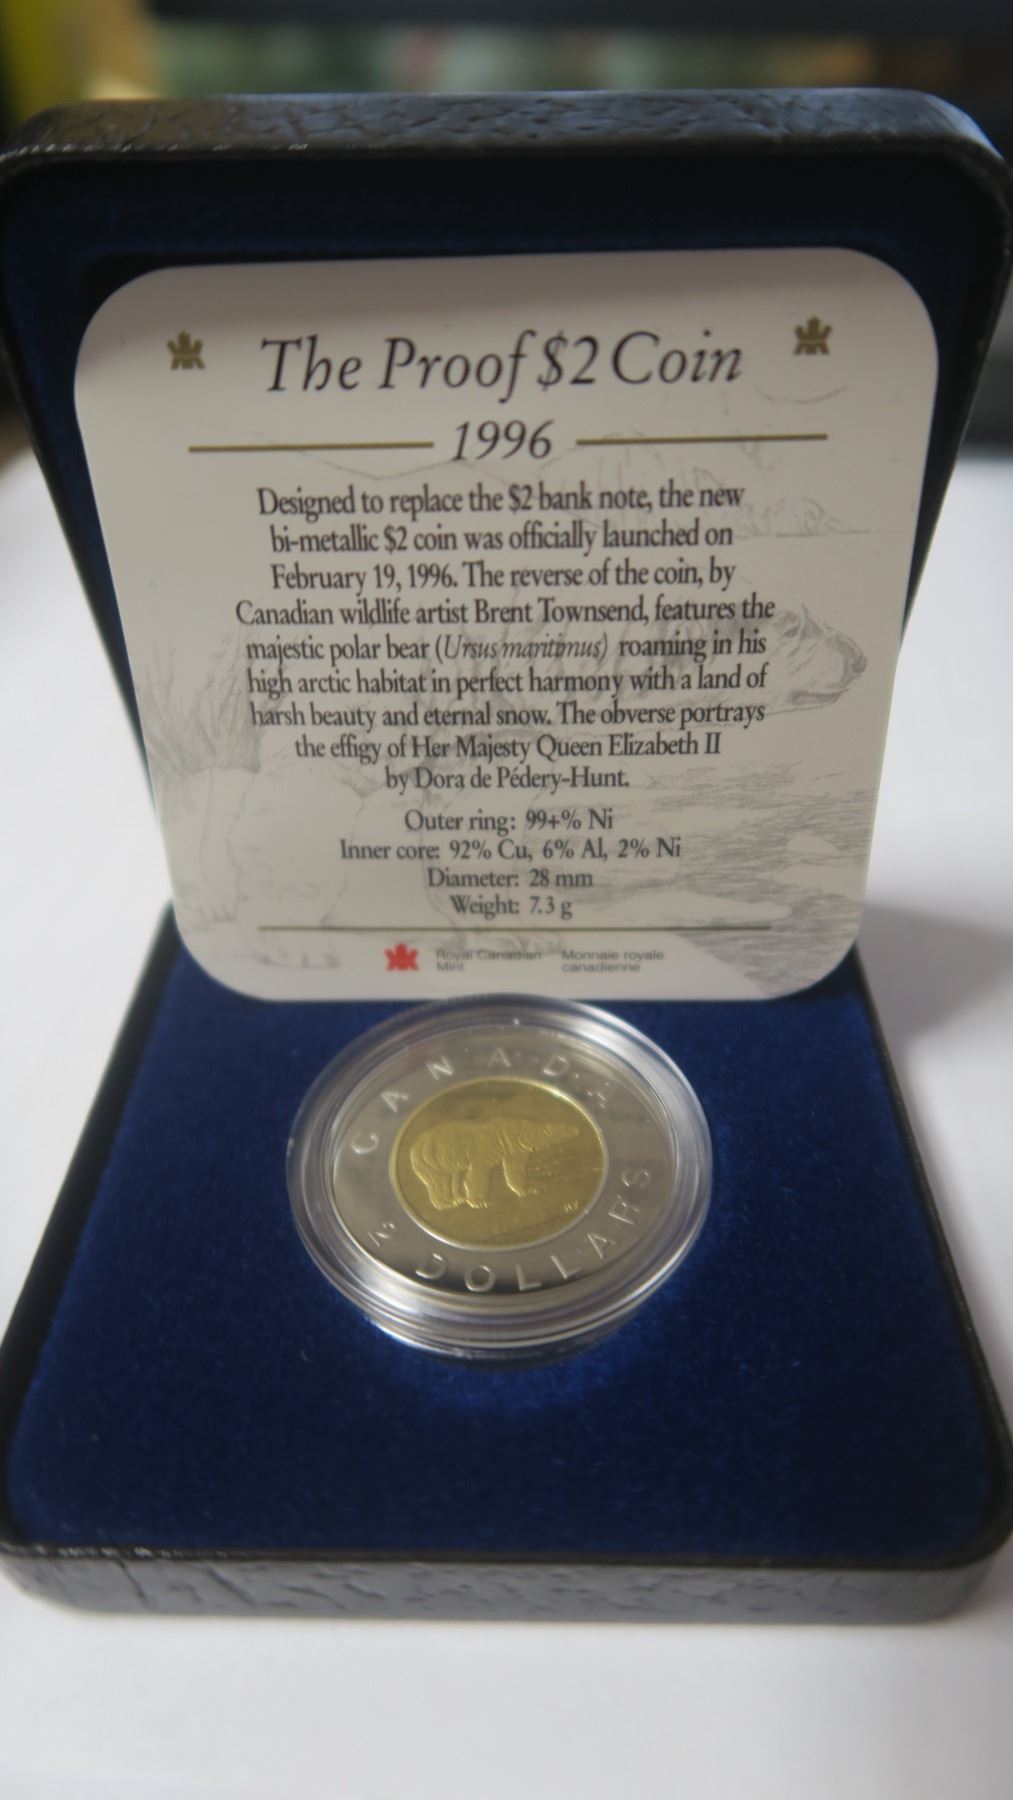 The Proof $2 Coin
1996
Designed to replace the $2 bank note, the new
bi-metallic $2 coin was officially launched on
February 19, 1996. The reverse of the coin, by
Canadian wildlife artist Brent Townsend, features the
majestic polar bear (Ursus maritimus) roaming in his
high arctic habitat in perfect harmony with a land of
harsh beauty and eternal snow. The obverse portrays
the effigy of Her Majesty Queen Elizabeth II
by Dora de Pédery-Hunt.
Outer ring: 99+% Ni
Inner core: 92% Cu, 6% Al, 2% Ni
Diameter: 28 mm
Weight: 7.3 g
Royal Canadian Monnaie royale
Mint canadienne
CANADA
2 DOLLARS